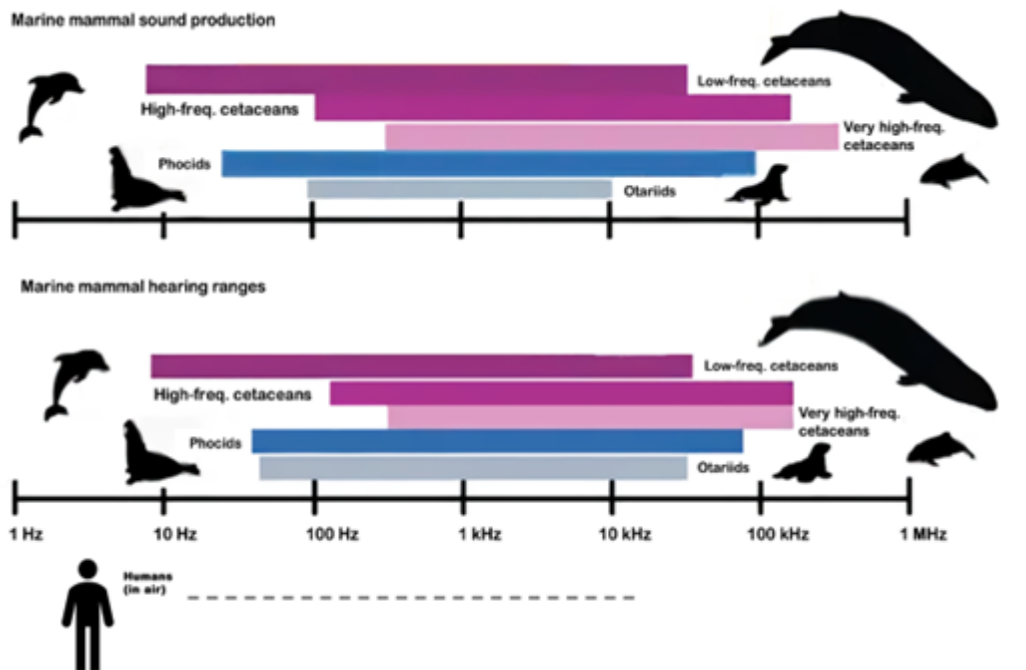 Marine mammal sound production
Low-freq. cetaceans
High-freq. cetaceans
Very high-freq.
cetaceans
Phocids
Otariids
Marine mammal hearing ranges
Low-freq. cetaceans
High-freq. cetaceans
Very high-freq.
cetaceans
Phocids
Otariids
1 Hz 10 Hz 100 Hz 1 kHz 10 kHz 100 kHz 1 MHz
Humans
(in air)